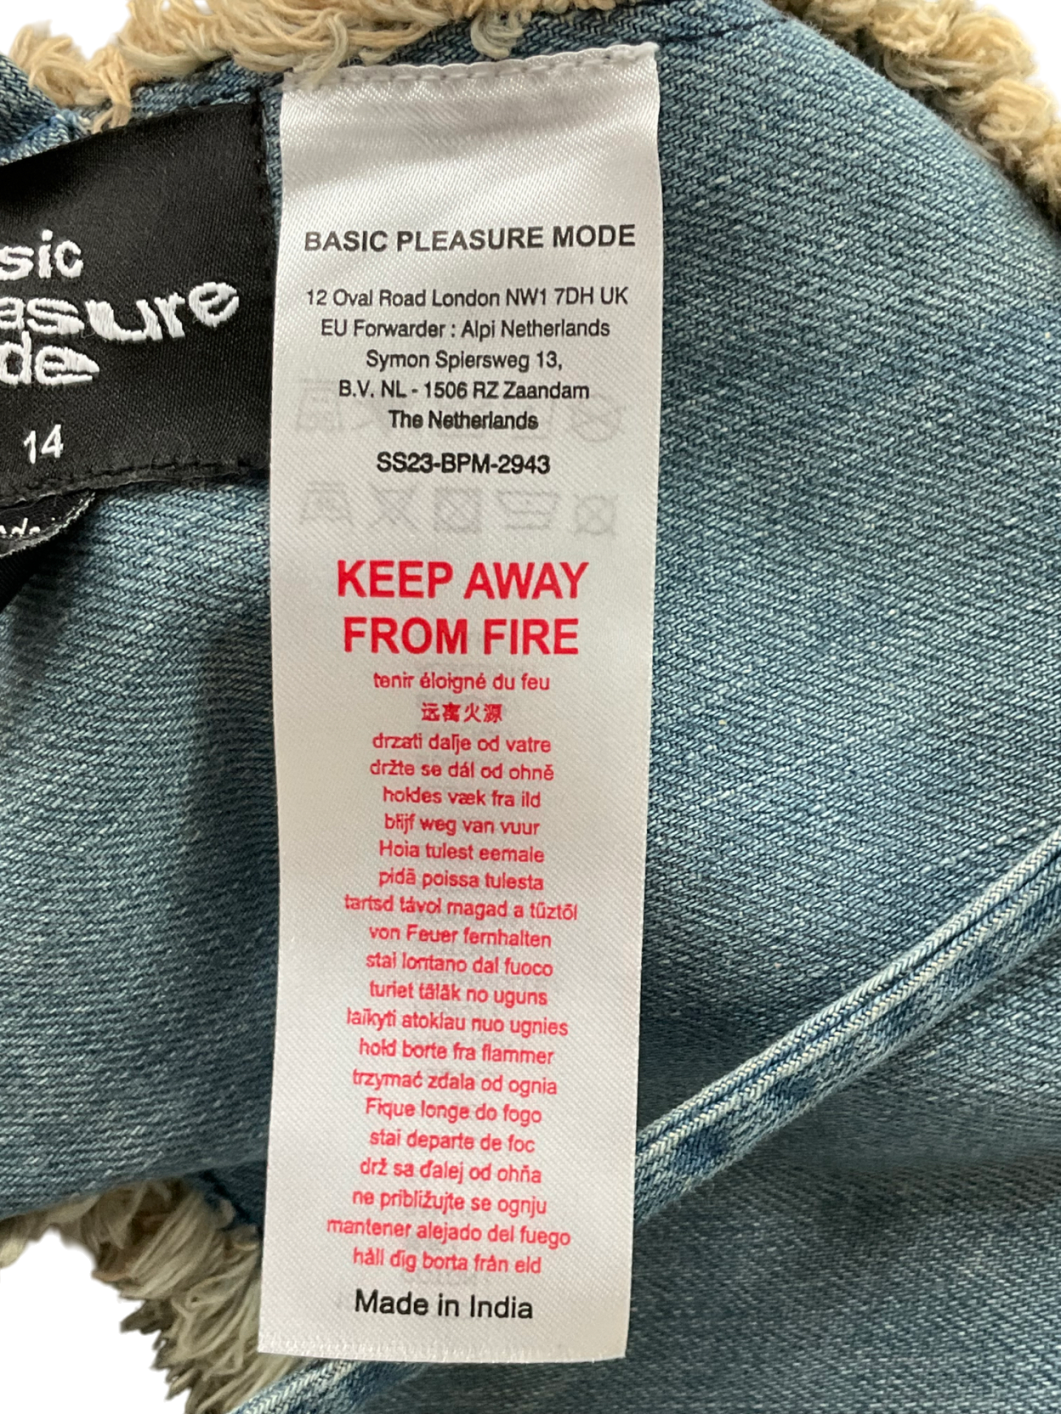 sic
asure
de
14
BASIC PLEASURE MODE
12 Oval Road London NW1 7DH UK
EU Forwarder : Alpi Netherlands
Symon Spiersweg 13,
B.V. NL - 1506 RZ Zaandam
The Netherlands
SS23-BPM-2943
KEEP AWAY
FROM FIRE
tenir éloigné du feu
远离火源
drzati dalje od vatre
držte se dál od ohně
holdes væk fra ild
blijf weg van vuur
Hoia tulest eemale
pidä poissa tulesta
tartsd távol magad a tűztől
von Feuer fernhalten
stai lontano dal fuoco
turiet tālāk no uguns
laikyti atokiau nuo ugnies
hold borte fra flammer
trzymać zdala od ognia
Fique longe do fogo
stai departe de foc
drž sa ďalej od ohňa
ne približujte se ognju
mantener alejado del fuego
håll dig borta från eld
Made in India